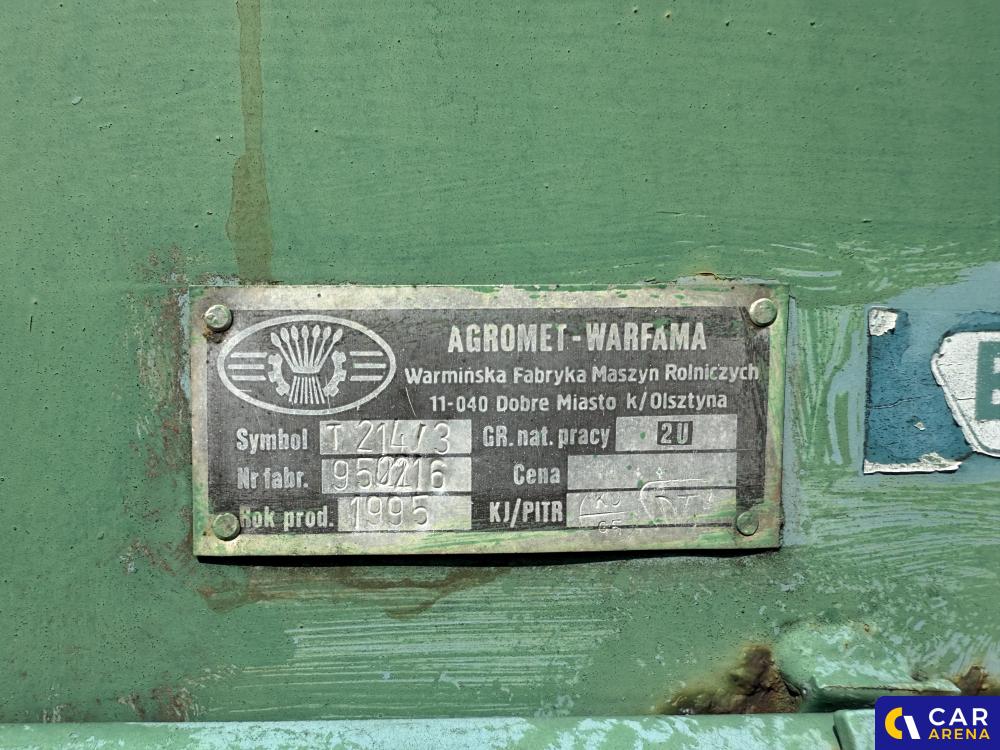 AGROMET-WARFAMA
Warmińska Fabryka Maszyn Rolniczych
11-040 Dobre Miasto k/Olsztyna
Symbol T 214/3 GR. nat. pracy 2U
Nr fabr. Cena
Rok prod. 1995 KJ/PITR
CAR
ARENA